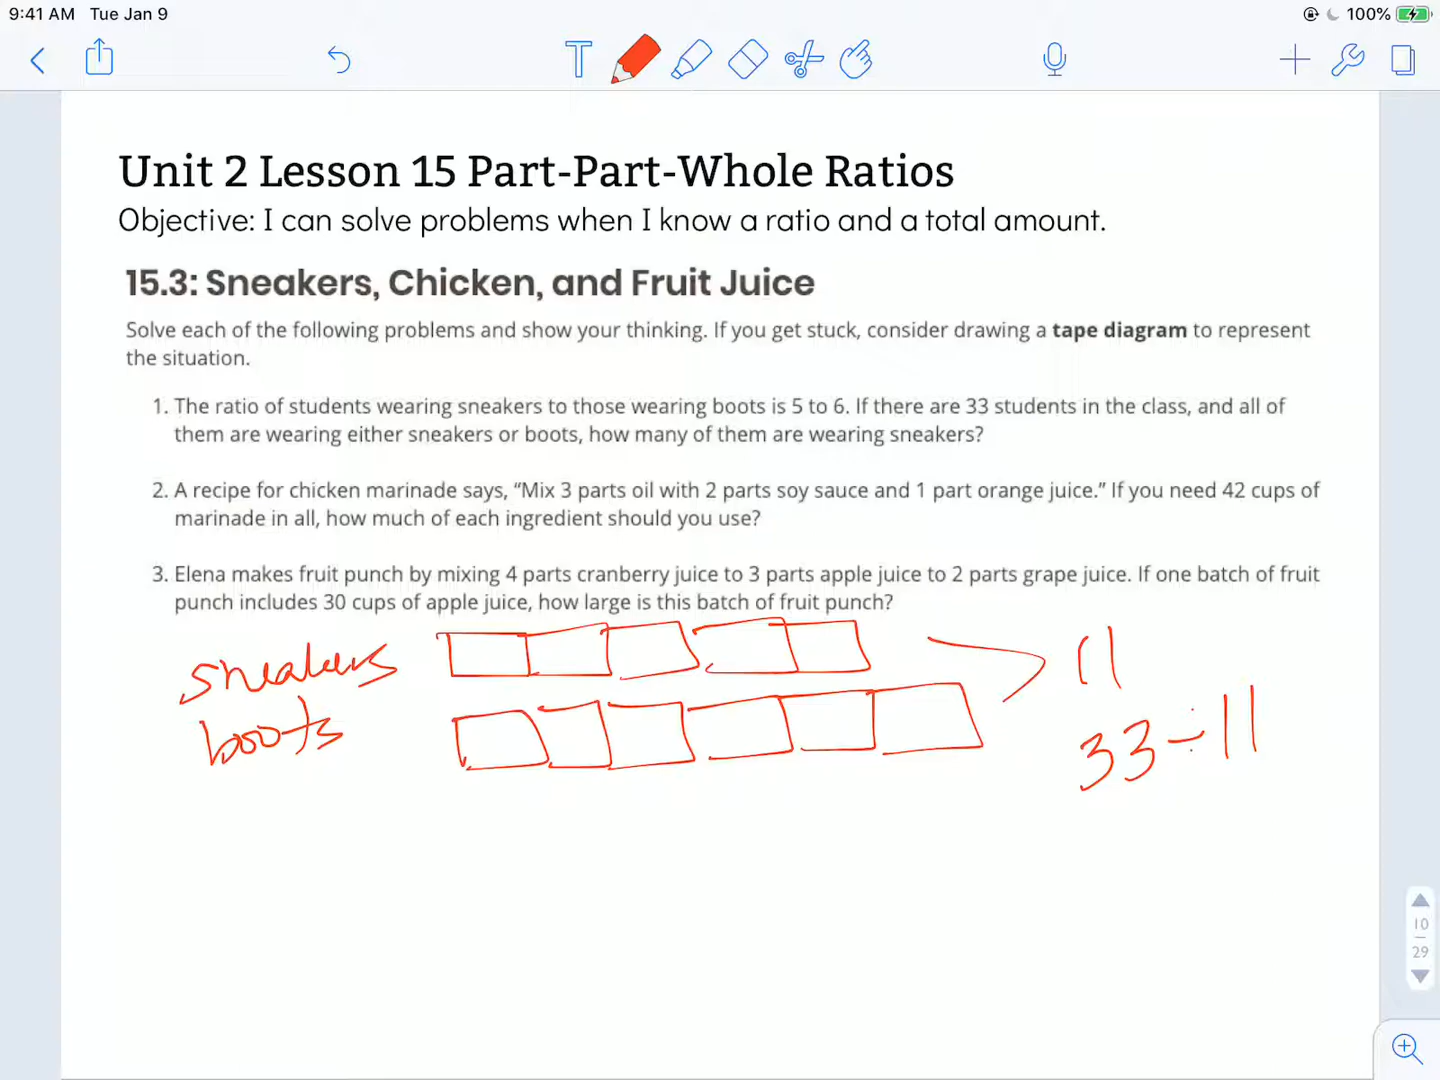 9:41 AM Tue Jan 9
100%
T
Unit 2 Lesson 15 Part-Part-Whole Ratios
Objective: I can solve problems when I know a ratio and a total amount.
15.3: Sneakers, Chicken, and Fruit Juice
Solve each of the following problems and show your thinking. If you get stuck, consider drawing a tape diagram to represent
the situation.
1. The ratio of students wearing sneakers to those wearing boots is 5 to 6. If there are 33 students in the class, and all of
them are wearing either sneakers or boots, how many of them are wearing sneakers?
2. A recipe for chicken marinade says, “Mix 3 parts oil with 2 parts soy sauce and 1 part orange juice.” If you need 42 cups of
marinade in all, how much of each ingredient should you use?
3. Elena makes fruit punch by mixing 4 parts cranberry juice to 3 parts apple juice to 2 parts grape juice. If one batch of fruit
punch includes 30 cups of apple juice, how large is this batch of fruit punch?
sneakers
11
boots
33÷11
10
29